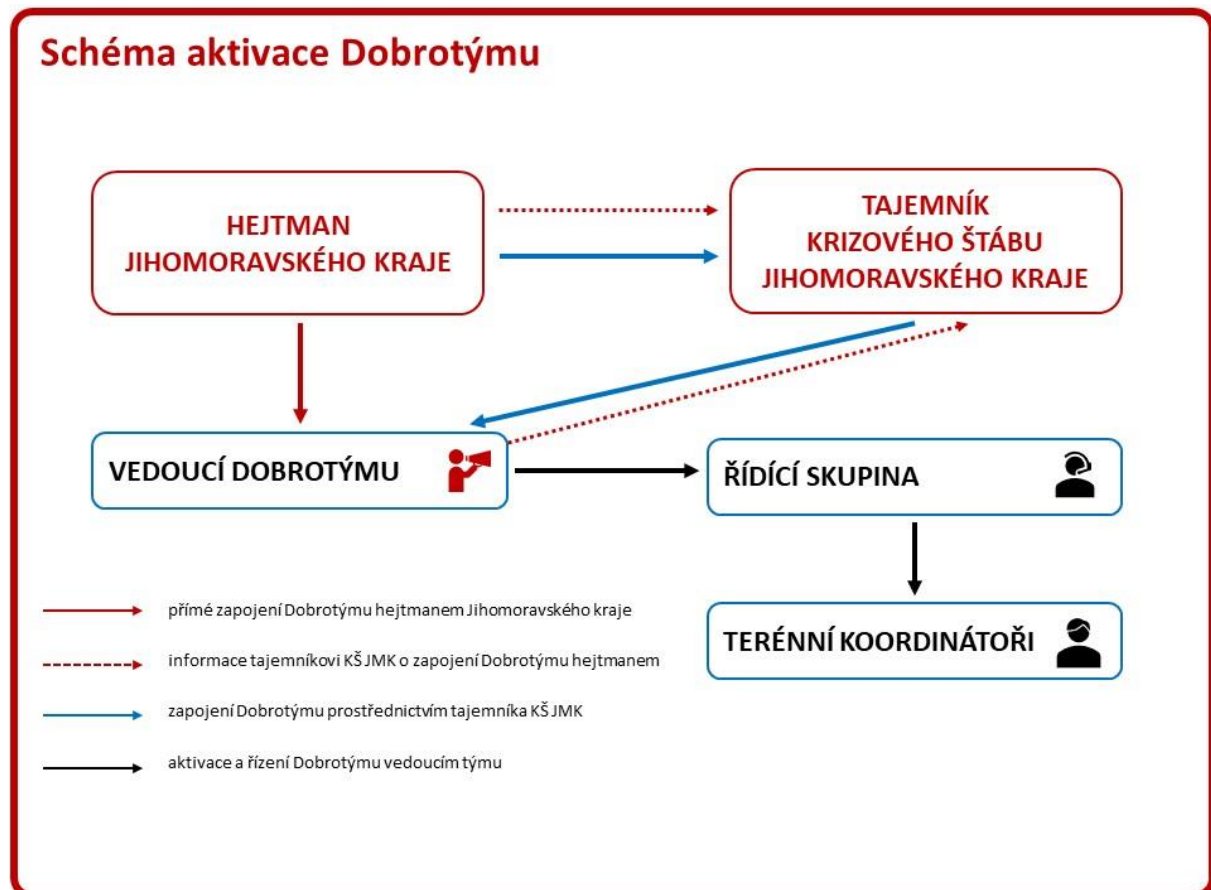 Schéma aktivace Dobrotýmu
HEJTMAN
JIHOMORAVSKÉHO KRAJE
TAJEMNÍK
KRIZOVÉHO ŠTÁBU
JIHOMORAVSKÉHO KRAJE
VEDOUCÍ DOBROTÝMU
ŘÍDÍCÍ SKUPINA
TERÉNNÍ KOORDINÁTOŘI
přímé zapojení Dobrotýmu hejtmanem Jihomoravského kraje
informace tajemníkovi KŠ JMK o zapojení Dobrotýmu hejtmanem
zapojení Dobrotýmu prostřednictvím tajemníka KŠ JMK
aktivace a řízení Dobrotýmu vedoucím týmu